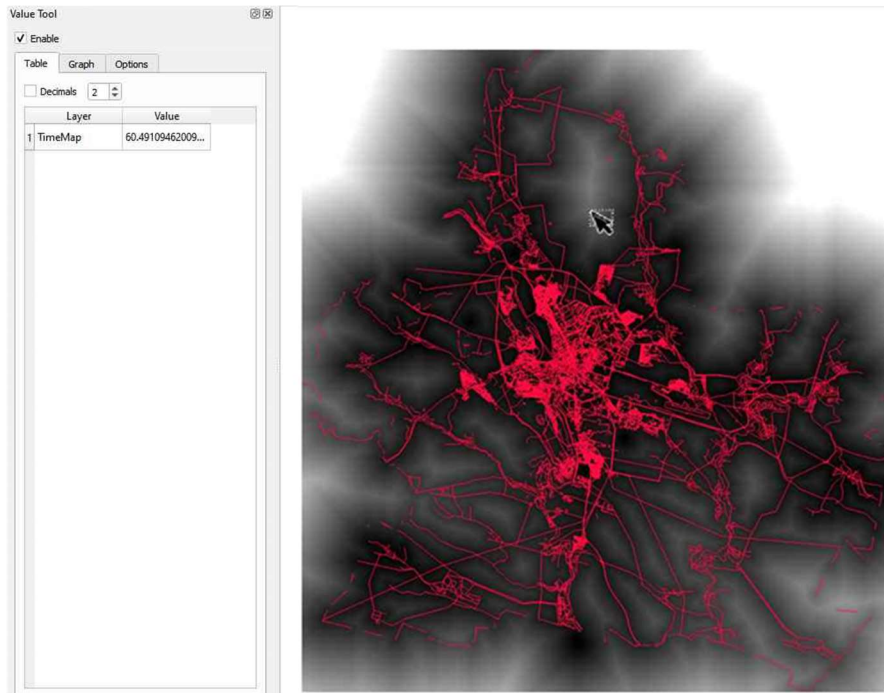 Value Tool
Enable
Table Graph Options
Decimals 2
Layer Value
1 TimeMap 60.49109462009...